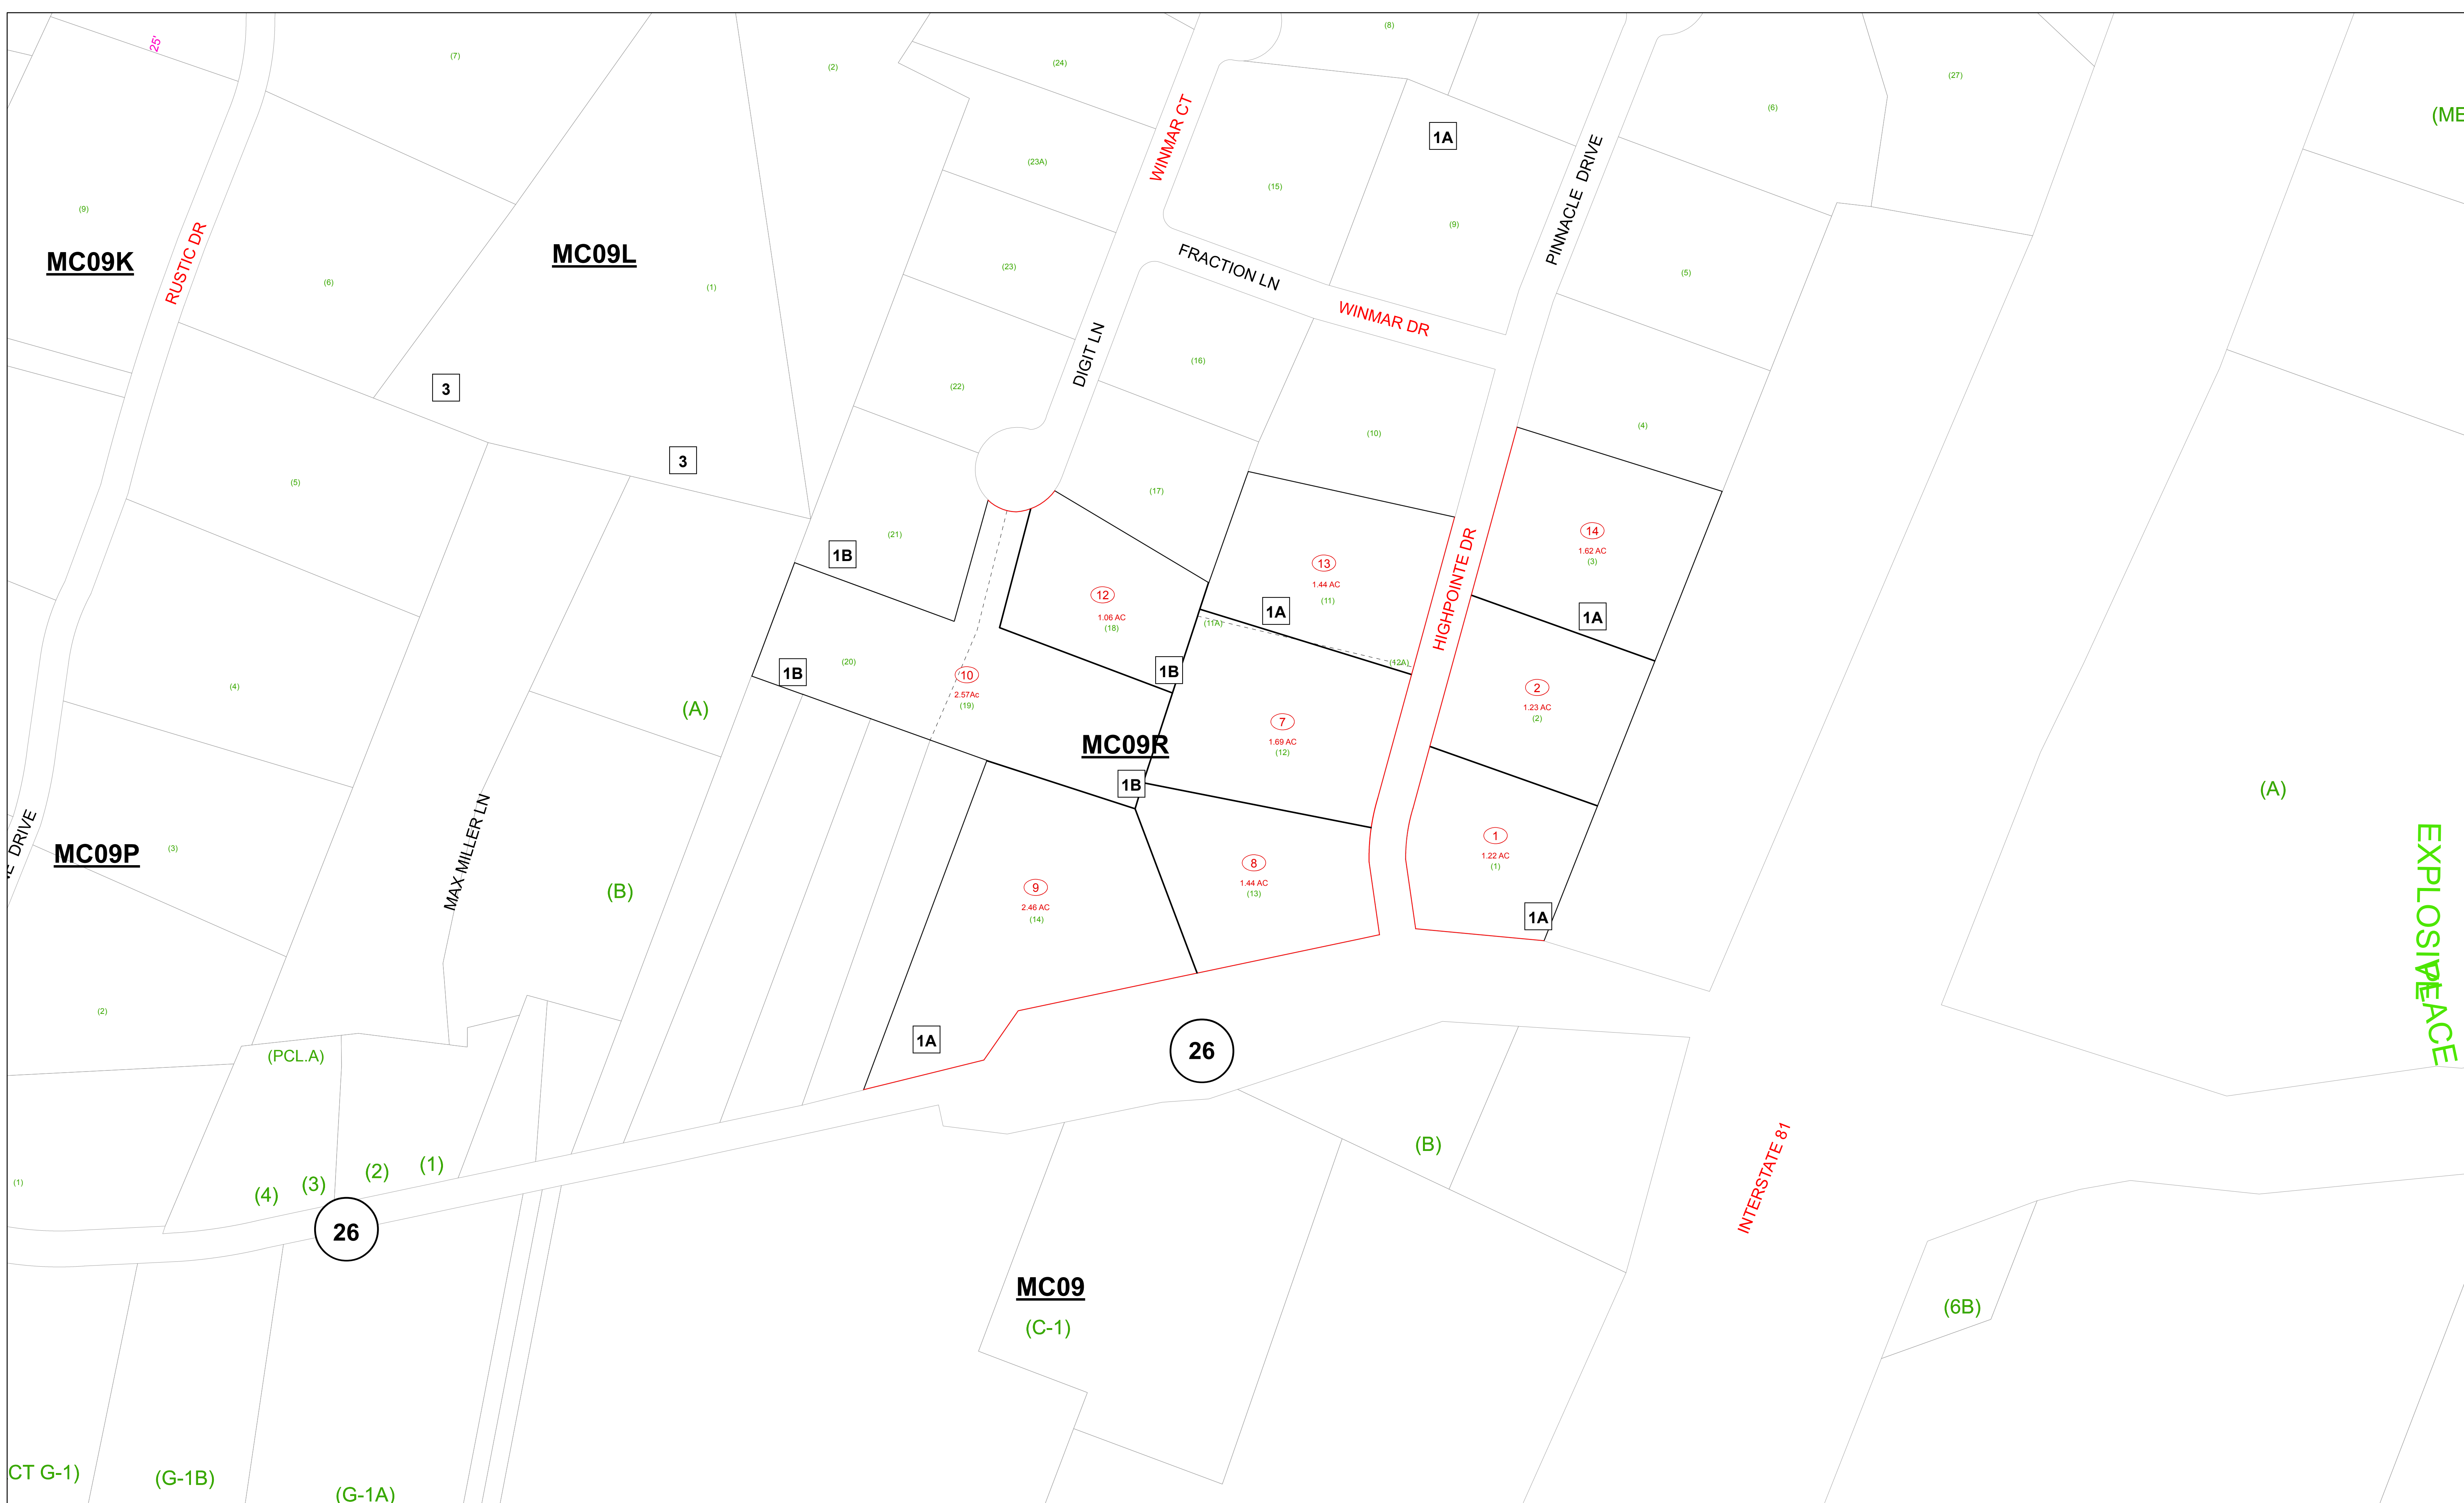 25'
(7)
(2)
(24)
(8)
(6)
(27)
(ME
1A
WINMAR CT
(23A)
(15)
(9)
(9)
PINNACLE DRIVE
MC09K
RUSTIC DR
(6)
MC09L
(1)
(23)
FRACTION LN
WINMAR DR
(5)
DIGIT LN
(16)
3
(22)
(10)
(4)
3
(5)
(21)
1B
(17)
13
1.44 AC
(11)
14
1.62 AC
(3)
12
1.06 AC
(18)
1A
(11A)
HIGHPOINTE DR
1A
(20)
1B
10
2.57Ac
(19)
1B
(12A)
2
1.23 AC
(2)
(4)
(A)
MC09R
7
1.69 AC
(12)
1B
(A)
MC09P
(3)
E DRIVE
MAX MILLER LN
(B)
9
2.46 AC
(14)
8
1.44 AC
(13)
1
1.22 AC
(1)
1A
EXPLOSIVE
PLACE
(2)
(PCL.A)
1A
26
(1)
(4)
(3)
(2)
(1)
26
(B)
INTERSTATE 81
MC09
(C-1)
(6B)
CT G-1)
(G-1B)
(G-1A)